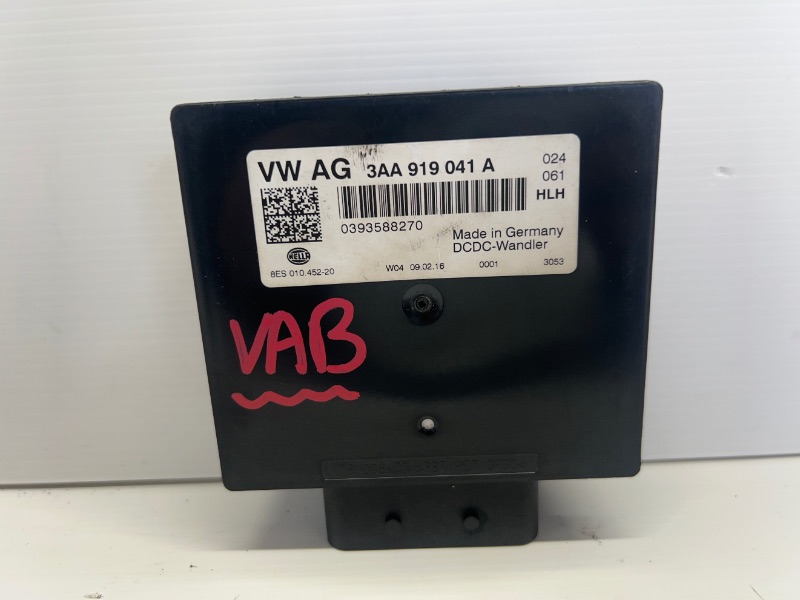 VW AG 3AA 919 041 A 024
061
HLH
0393588270
Made in Germany
DCDC-Wandler
HELLA
8ES 010.452-20 W04 09.02.16 0001 3053
VAB